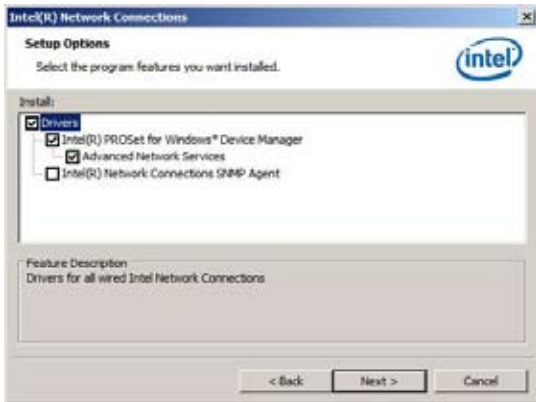 Intel(R) Network Connections
Setup Options
Select the program features you want installed.
intel
Install:
Drivers
Intel(R) PROSet for Windows* Device Manager
Advanced Network Services
Intel(R) Network Connections SNMP Agent
Feature Description
Drivers for all wired Intel Network Connections
< Back
Next >
Cancel